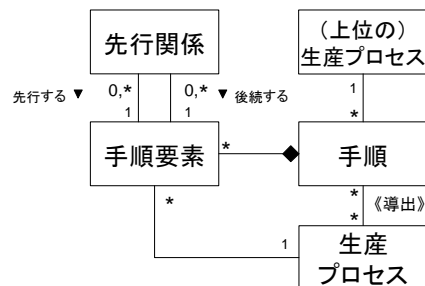 先行関係
（上位の）
生産プロセス
先行する ▼
0,*
0,*
▼ 後続する
1
1
1
*
手順要素
*
手順
*
*
*
《導出》
1
生産
プロセス